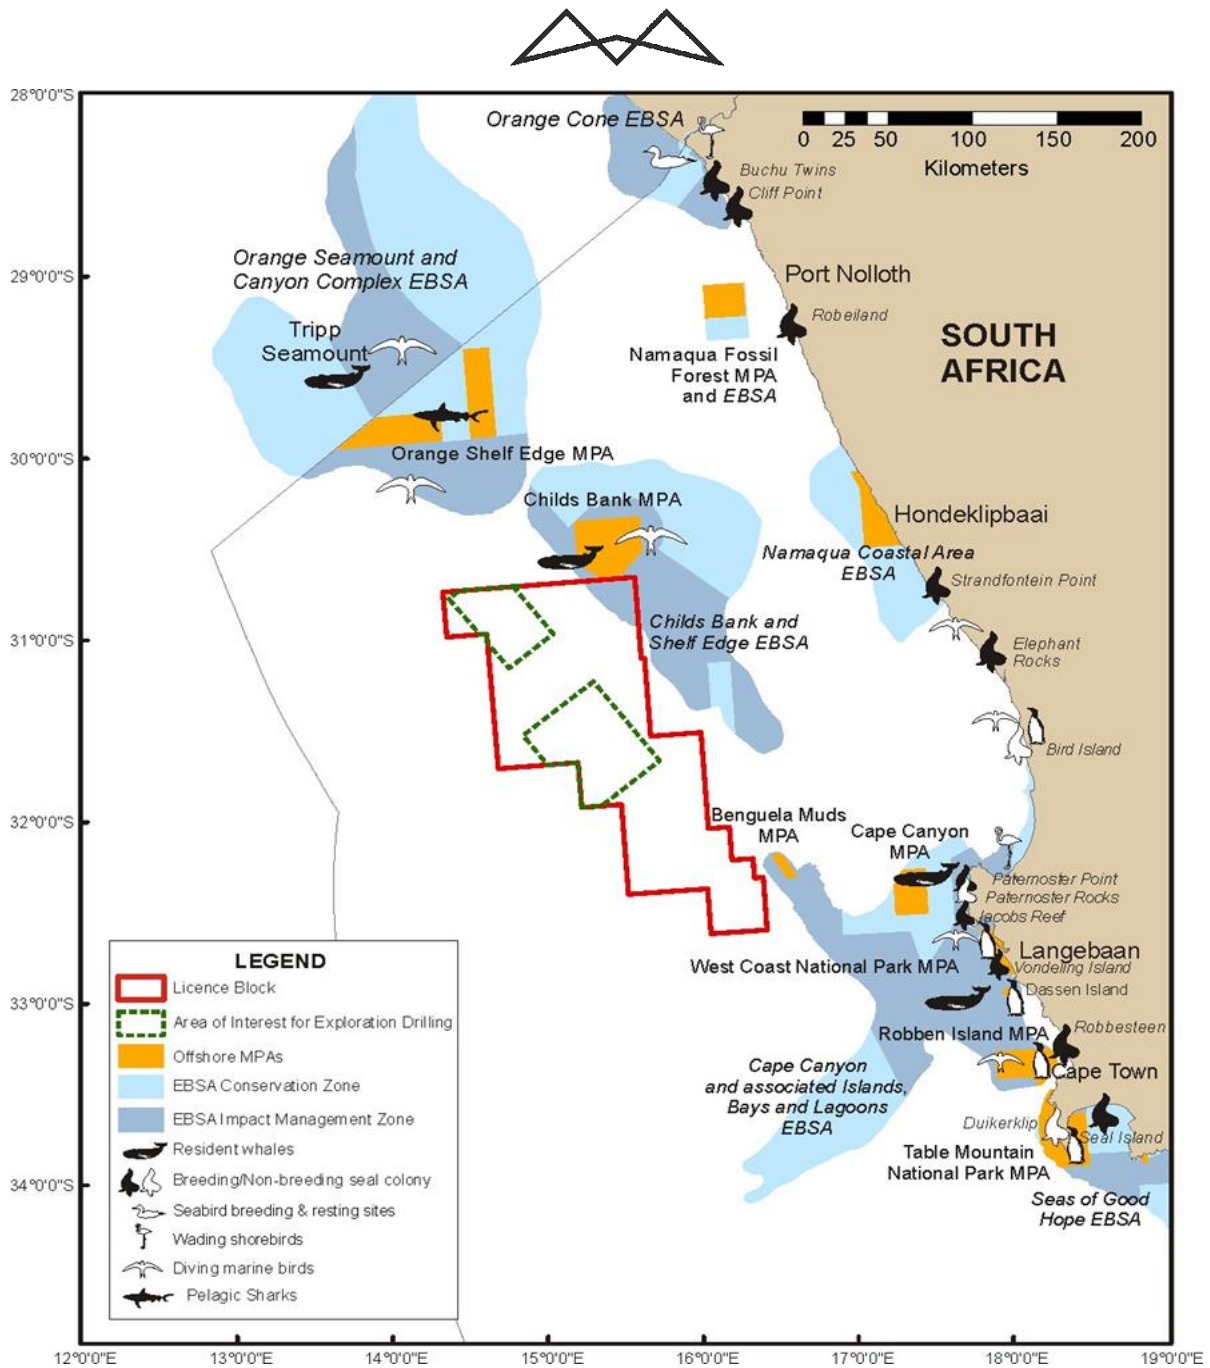 28°0'0"S
Orange Cone EBSA
0 25 50 100 150 200
Kilometers
Buchu Twins
Cliff Point
Orange Seamount and
Canyon Complex EBSA
29°0'0"S
Port Nolloth
Tripp
Seamount
Robeiland
SOUTH
AFRICA
Namaqua Fossil
Forest MPA
and EBSA
30°0'0"S
Orange Shelf Edge MPA
Childs Bank MPA
Hondeklipbaai
Namaqua Coastal Area
EBSA
Strandfontein Point
31°0'0"S
Childs Bank and
Shelf Edge EBSA
Elephant
Rocks
Bird Island
32°0'0"S
Benguela Muds
MPA
Cape Canyon
MPA
Paternoster Point
Paternoster Rocks
Jacobs Reef
Langebaan
West Coast National Park MPA
Vondeling Island
33°0'0"S
Dassen Island
Robben Island MPA
Robbesteen
Cape Town
Cape Canyon
and associated Islands,
Bays and Lagoons
EBSA
Duikerklip
Seal Island
Table Mountain
National Park MPA
34°0'0"S
Seas of Good
Hope EBSA
LEGEND
Licence Block
Area of Interest for Exploration Drilling
Offshore MPAs
EBSA Conservation Zone
EBSA Impact Management Zone
Resident whales
Breeding/Non-breeding seal colony
Seabird breeding & resting sites
Wading shorebirds
Diving marine birds
Pelagic Sharks
12°0'0"E 13°0'0"E 14°0'0"E 15°0'0"E 16°0'0"E 17°0'0"E 18°0'0"E 19°0'0"E